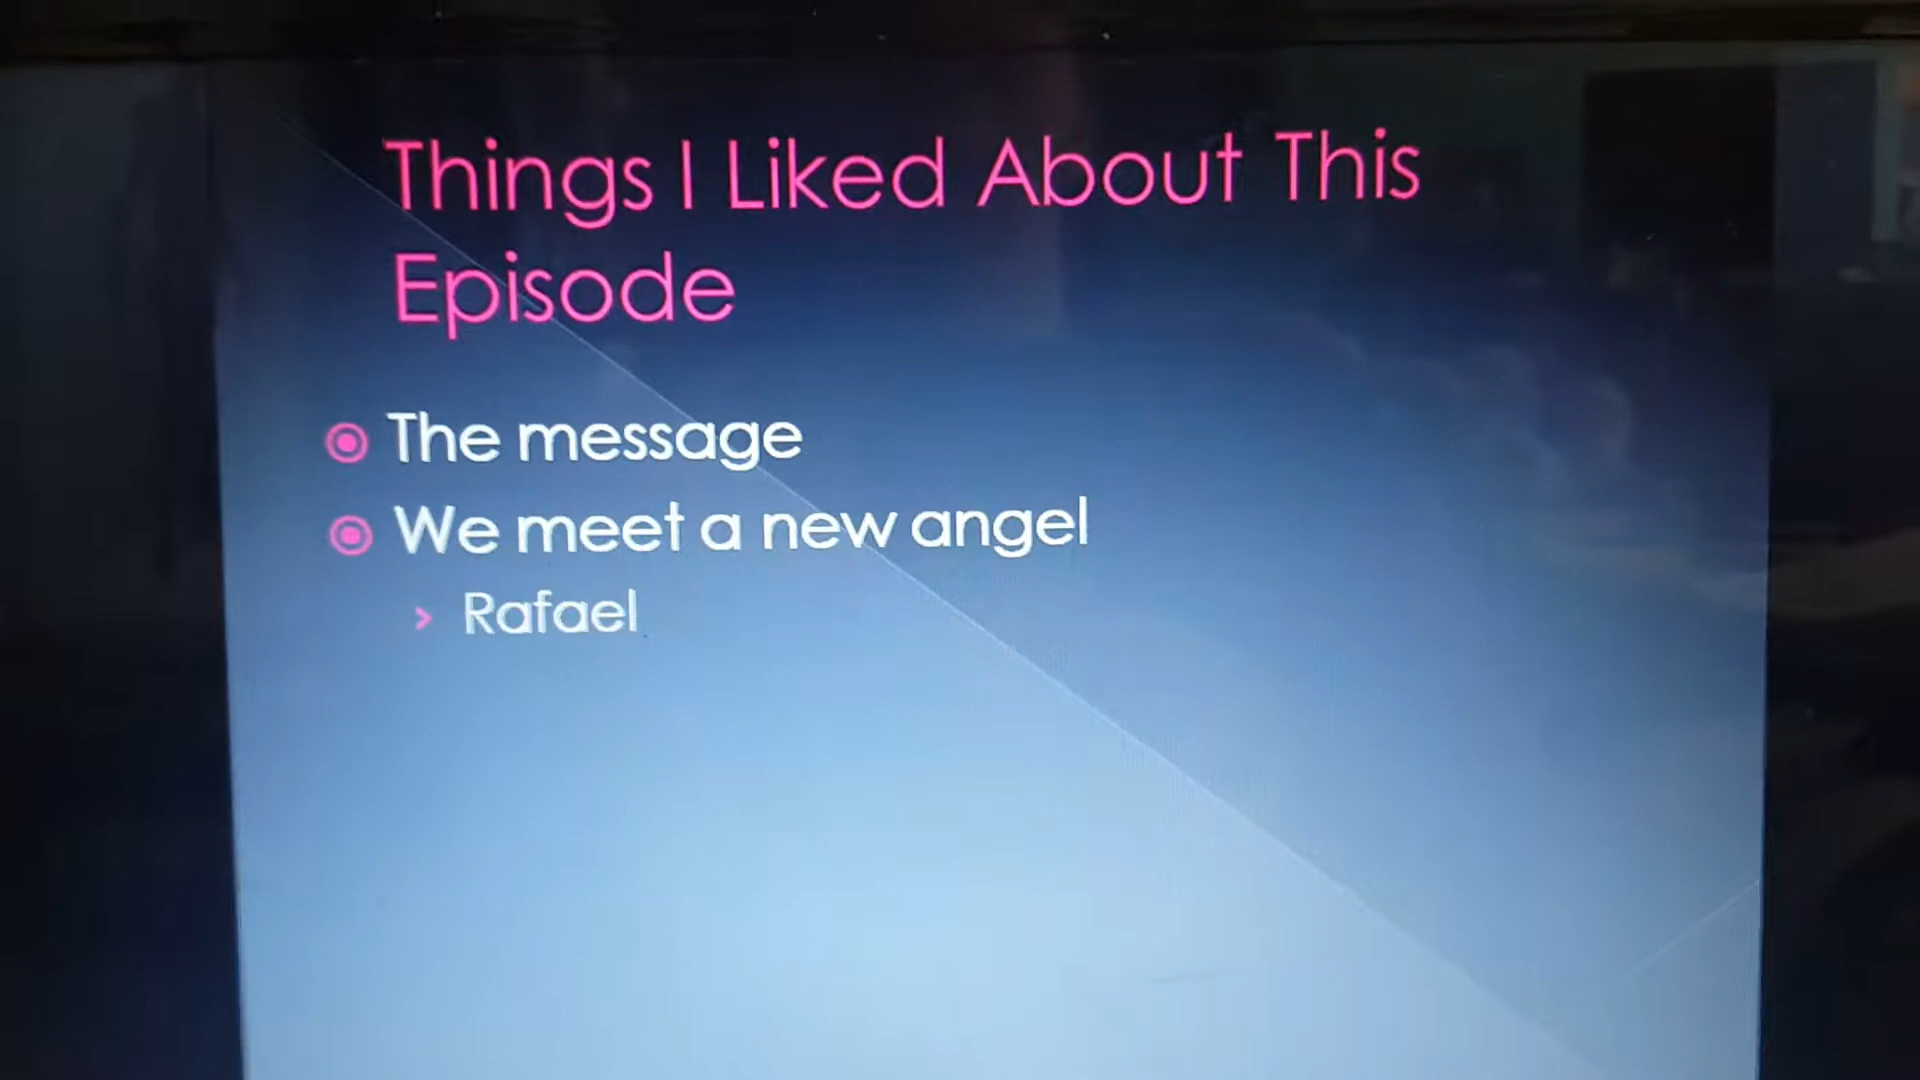 Things I Liked About This
Episode
The message
We meet a new angel
Rafael